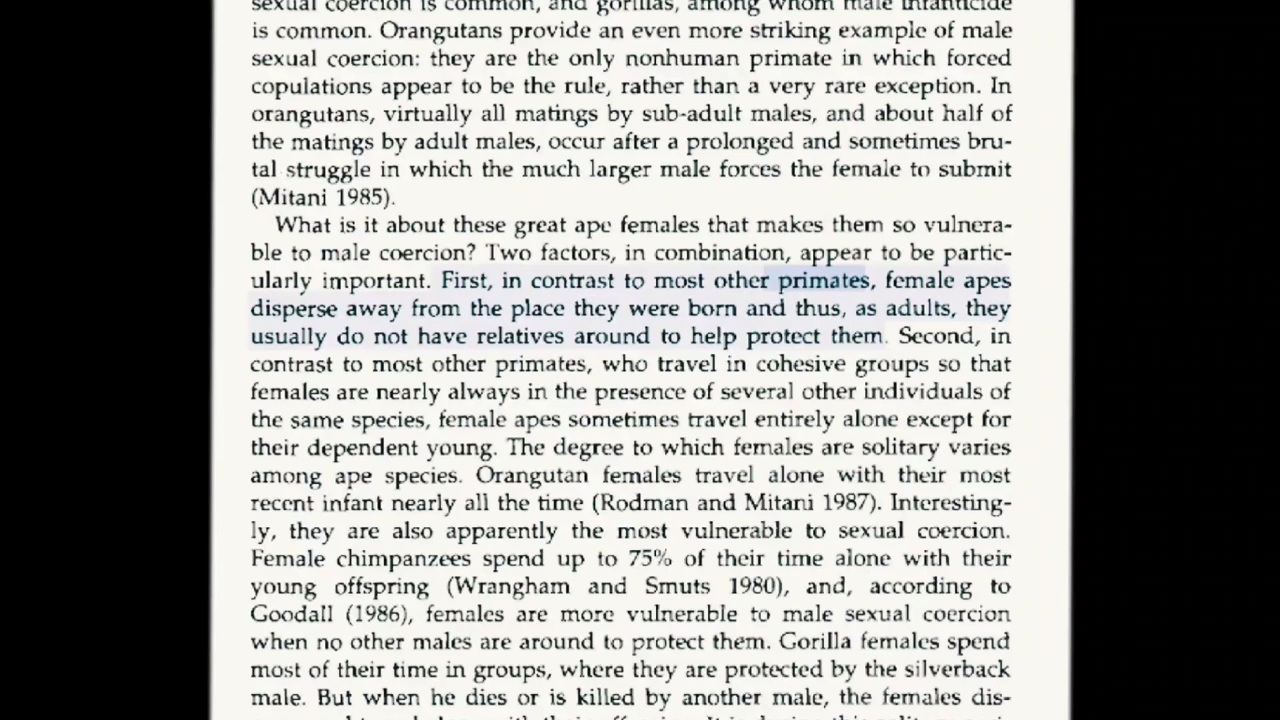 sexual coercion is common, and gorillas, among whom male infanticide
is common. Orangutans provide an even more striking example of male
sexual coercion: they are the only nonhuman primate in which forced
copulations appear to be the rule, rather than a very rare exception. In
orangutans, virtually all matings by sub-adult males, and about half of
the matings by adult males, occur after a prolonged and sometimes bru-
tal struggle in which the much larger male forces the female to submit
(Mitani 1985).
What is it about these great ape females that makes them so vulnera-
ble to male coercion? Two factors, in combination, appear to be partic-
ularly important. First, in contrast to most other primates, female apes
disperse away from the place they were born and thus, as adults, they
usually do not have relatives around to help protect them. Second, in
contrast to most other primates, who travel in cohesive groups so that
females are nearly always in the presence of several other individuals of
the same species, female apes sometimes travel entirely alone except for
their dependent young. The degree to which females are solitary varies
among ape species. Orangutan females travel alone with their most
recent infant nearly all the time (Rodman and Mitani 1987). Interesting-
ly, they are also apparently the most vulnerable to sexual coercion.
Female chimpanzees spend up to 75% of their time alone with their
young offspring (Wrangham and Smuts 1980), and, according to
Goodall (1986), females are more vulnerable to male sexual coercion
when no other males are around to protect them. Gorilla females spend
most of their time in groups, where they are protected by the silverback
male. But when he dies or is killed by another male, the females dis-